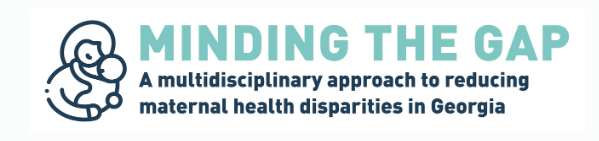 MINDING THE GAP
A multidisciplinary approach to reducing
maternal health disparities in Georgia